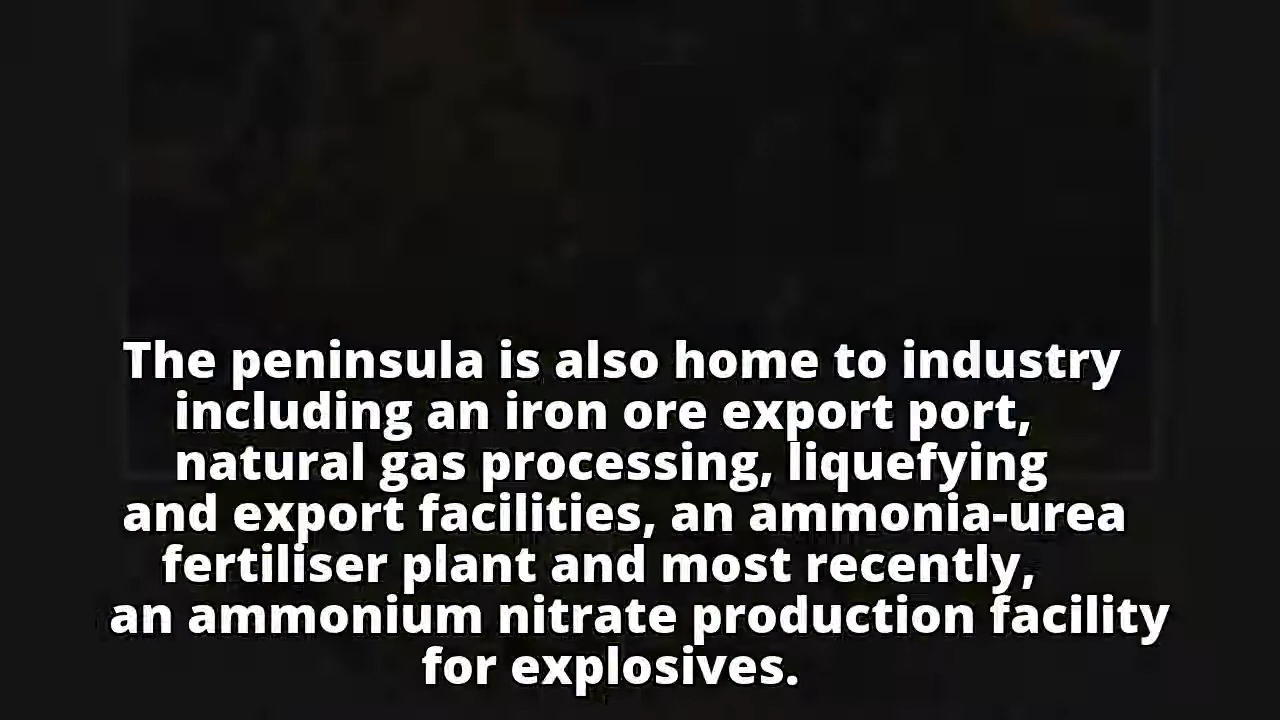 The peninsula is also home to industry
including an iron ore export port,
natural gas processing, liquefying
and export facilities, an ammonia-urea
fertiliser plant and most recently,
an ammonium nitrate production facility
for explosives.